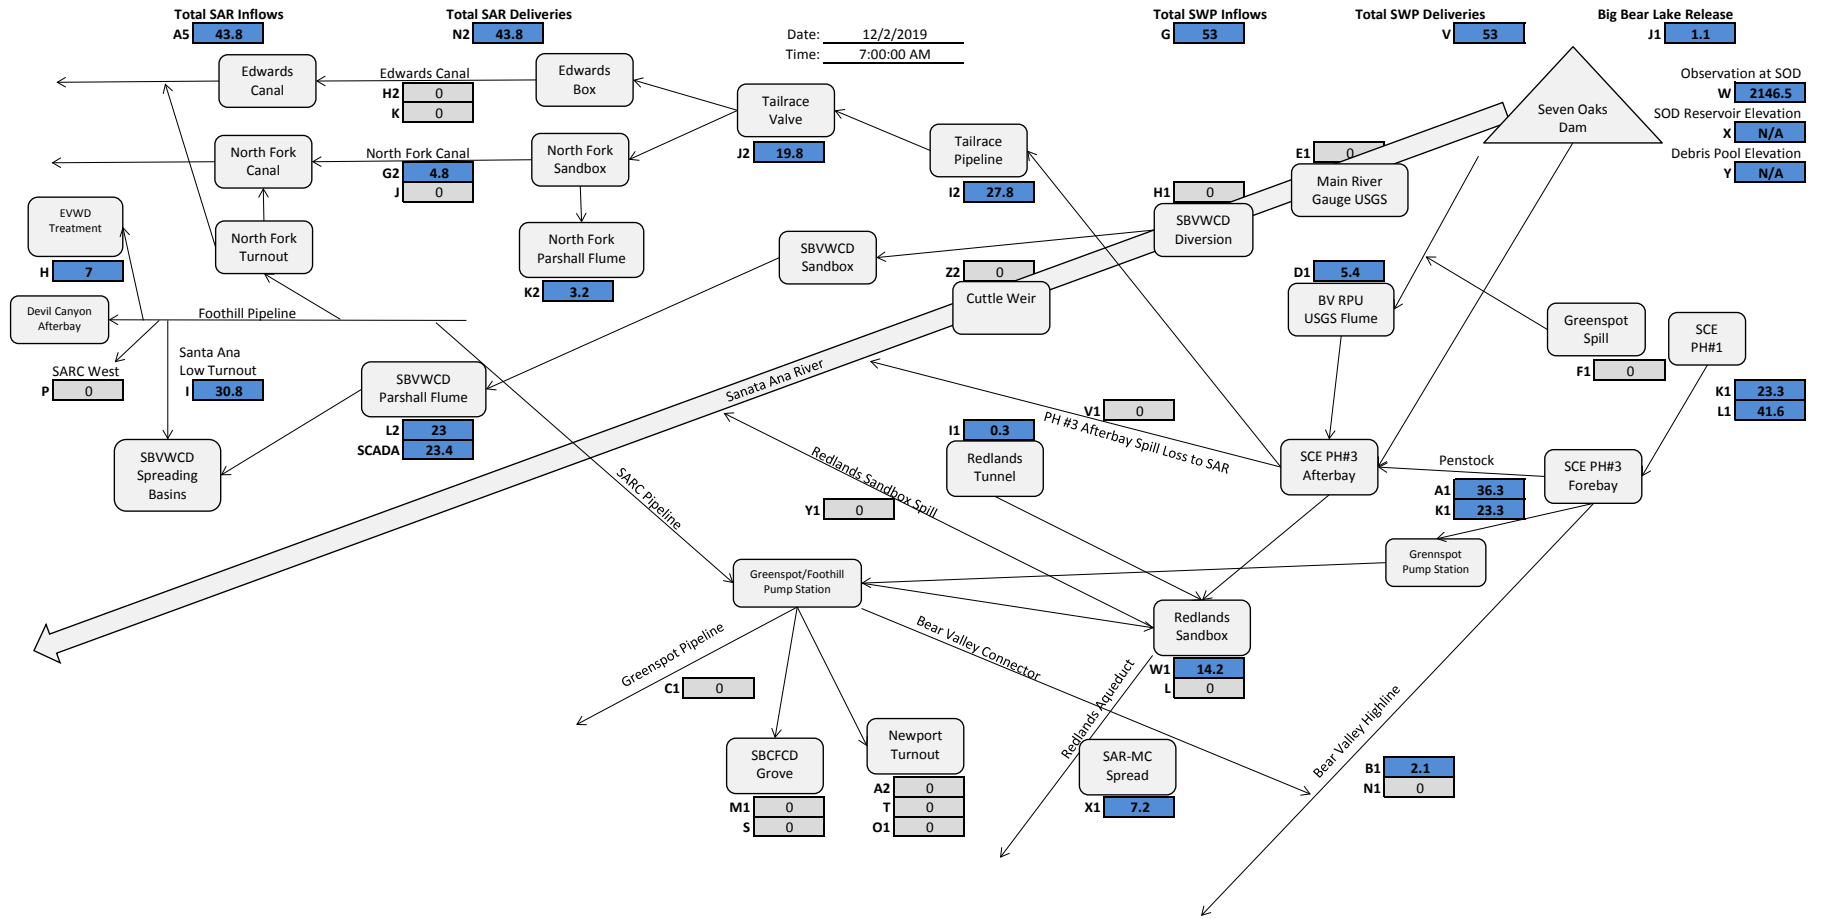 Total SAR Inflows
A5 43.8
Total SAR Deliveries
N2 43.8
Date: 12/2/2019
Time: 7:00:00 AM
Total SWP Inflows
G 53
Total SWP Deliveries
V 53
Big Bear Lake Release
J1 1.1
Edwards
Canal
Edwards Canal
H2 0
K 0
Edwards
Box
Tailrace
Valve
J2 19.8
Tailrace
Pipeline
I2 27.8
Seven Oaks
Dam
Observation at SOD
W 2146.5
SOD Reservoir Elevation
X N/A
Debris Pool Elevation
Y N/A
North Fork
Canal
North Fork Canal
G2 4.8
J 0
North Fork
Sandbox
E1 0
Main River
Gauge USGS
H1 0
SBVWCD
Diversion
EVWD
Treatment
H 7
North Fork
Turnout
North Fork
Parshall Flume
K2 3.2
SBVWCD
Sandbox
Z2 0
Cuttle Weir
D1 5.4
BV RPU
USGS Flume
Greenspot
Spill
F1 0
SCE
PH#1
K1 23.3
L1 41.6
Devil Canyon
Afterbay
Foothill Pipeline
SARC West
P 0
Santa Ana
Low Turnout
I 30.8
SBVWCD
Parshall Flume
L2 23
SCADA 23.4
Sanata Ana River
V1 0
PH #3 Afterbay Spill Loss to SAR
SBVWCD
Spreading
Basins
SARC Pipeline
Redlands Sandbox Spill
Y1 0
I1 0.3
Redlands
Tunnel
SCE PH#3
Afterbay
Penstock
A1 36.3
K1 23.3
SCE PH#3
Forebay
Grennspot
Pump Station
Greenspot/Foothill
Pump Station
Redlands
Sandbox
W1 14.2
L 0
Greenspot Pipeline
C1 0
Bear Valley Connector
Redlands Aqueduct
Bear Valley Highline
SBCFCD
Grove
M1 0
S 0
Newport
Turnout
A2 0
T 0
O1 0
SAR-MC
Spread
X1 7.2
B1 2.1
N1 0